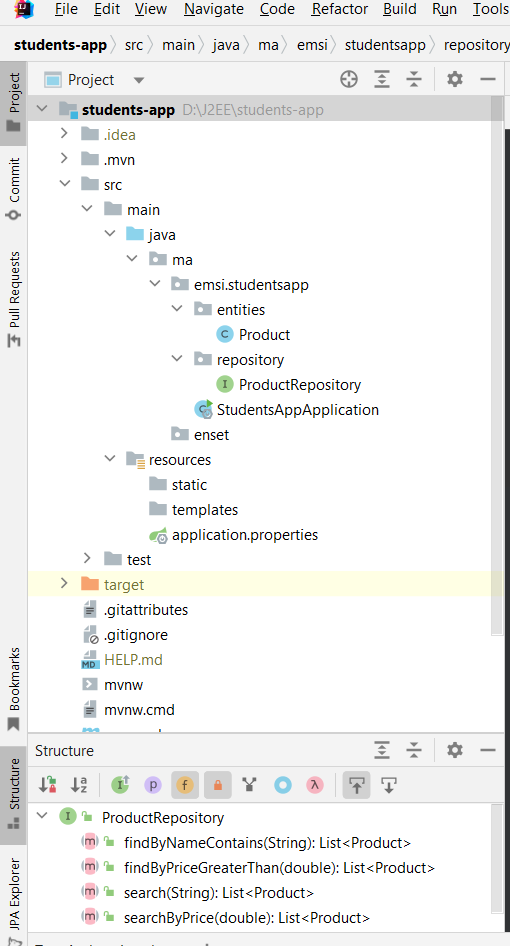 File Edit View Navigate Code Refactor Build Run Tools
students-app src main java ma emsi studentsapp repository
Project
Project
students-app D:\J2EE\students-app
.idea
.mvn
src
main
java
ma
emsi.studentsapp
entities
Product
repository
ProductRepository
StudentsAppApplication
enset
resources
static
templates
application.properties
test
target
.gitattributes
.gitignore
HELP.md
mvnw
mvnw.cmd
Commit
Pull Requests
Bookmarks
Structure
JPA Explorer
Structure
ProductRepository
findByNameContains(String): List<Product>
findByPriceGreaterThan(double): List<Product>
search(String): List<Product>
searchByPrice(double): List<Product>